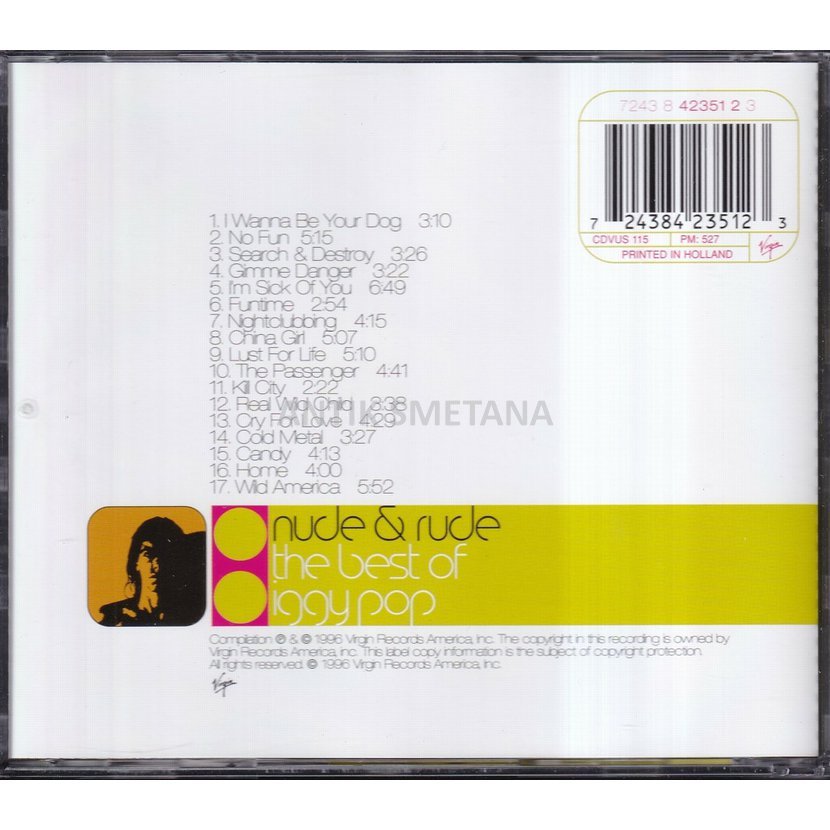 7243 8 42351 2 3
7 24384 23512 3
CDVUS 115 PM: 527 Virgin
PRINTED IN HOLLAND
1. I Wanna Be Your Dog 3:10
2. No Fun 5:15
3. Search & Destroy 3:26
4. Gimme Danger 3:22
5. I'm Sick Of You 6:49
6. Funtime 2:54
7. Nightclubbing 4:15
8. China Girl 5:07
9. Lust For Life 5:10
10. The Passenger 4:41
11. Kill City 2:22
12. Real Wild Child 3:38
ANTIK SMETANA
13. Cry For Love 4:29
14. Cold Metal 3:27
15. Candy 4:13
16. Home 4:00
17. Wild America 5:52
nude & rude
the best of
iggy pop
Compilation ℗ & © 1996 Virgin Records America, Inc. The copyright in this recording is owned by
Virgin Records America, Inc. This label copy information is the subject of copyright protection.
All rights reserved. © 1996 Virgin Records America, Inc.
Virgin